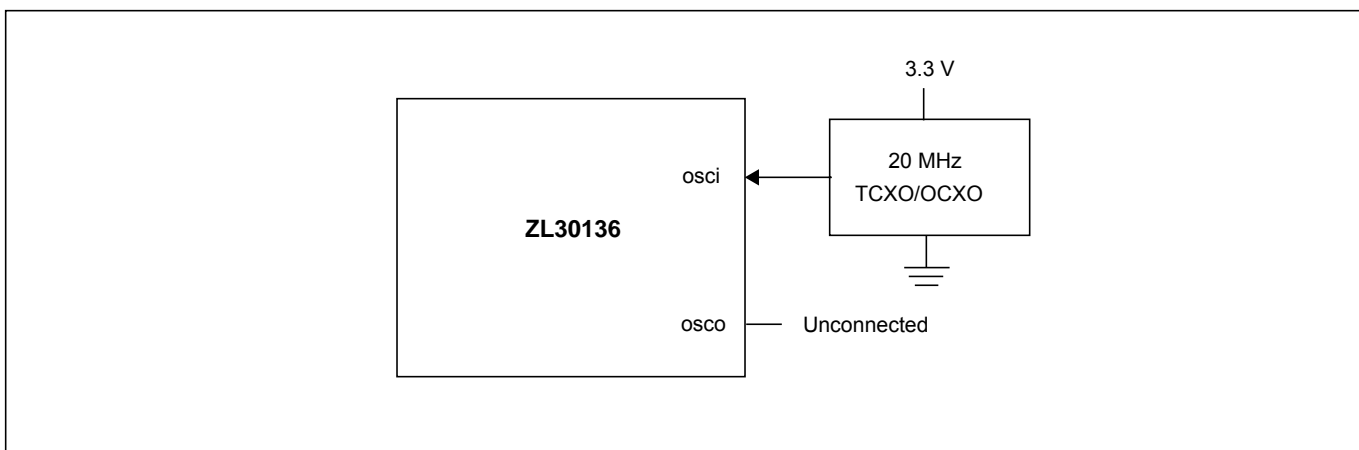 3.3 V
20 MHz
TCXO/OCXO
osci
ZL30136
osco
Unconnected